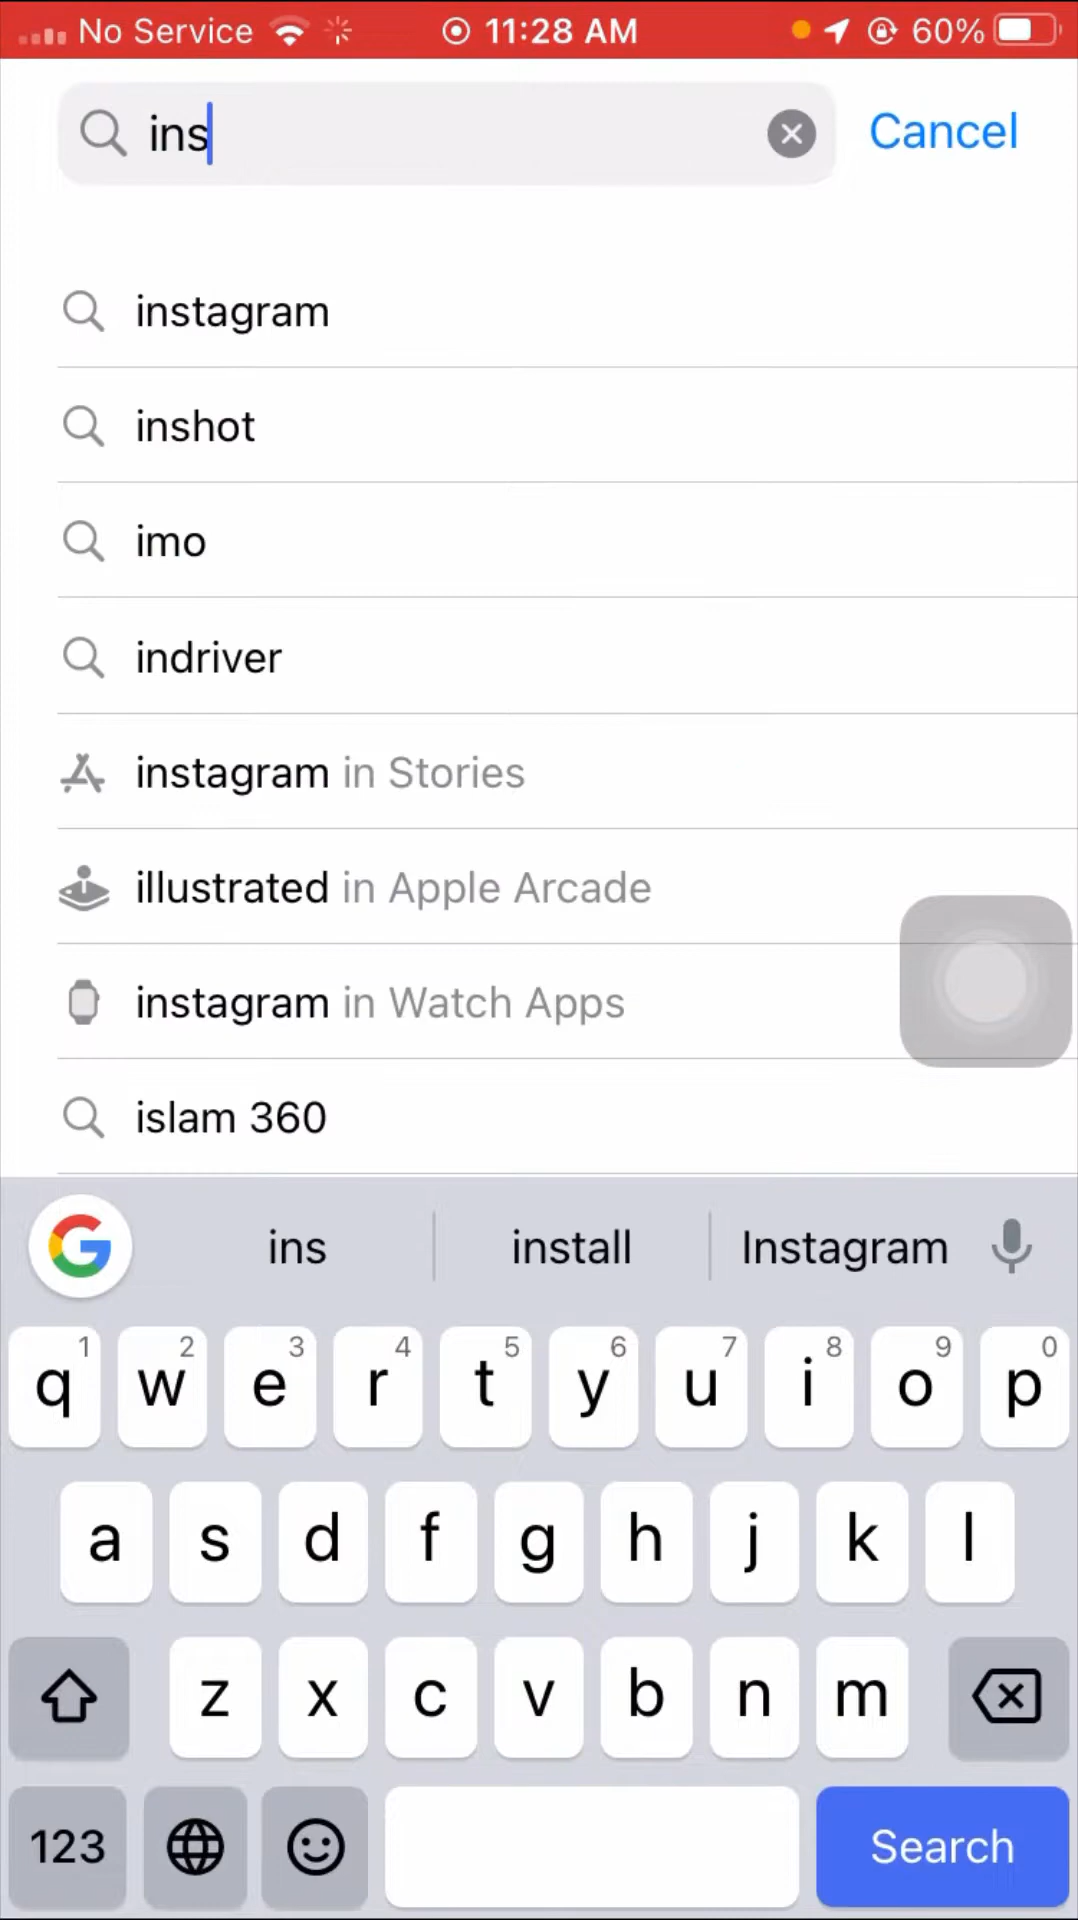 No Service 11:28 AM 60%
ins Cancel
instagram
inshot
imo
indriver
instagram in Stories
illustrated in Apple Arcade
instagram in Watch Apps
islam 360
ins install Instagram
1 2 3 4 5 6 7 8 9 0
q w e r t y u i o p
a s d f g h j k l
z x c v b n m
123 Search